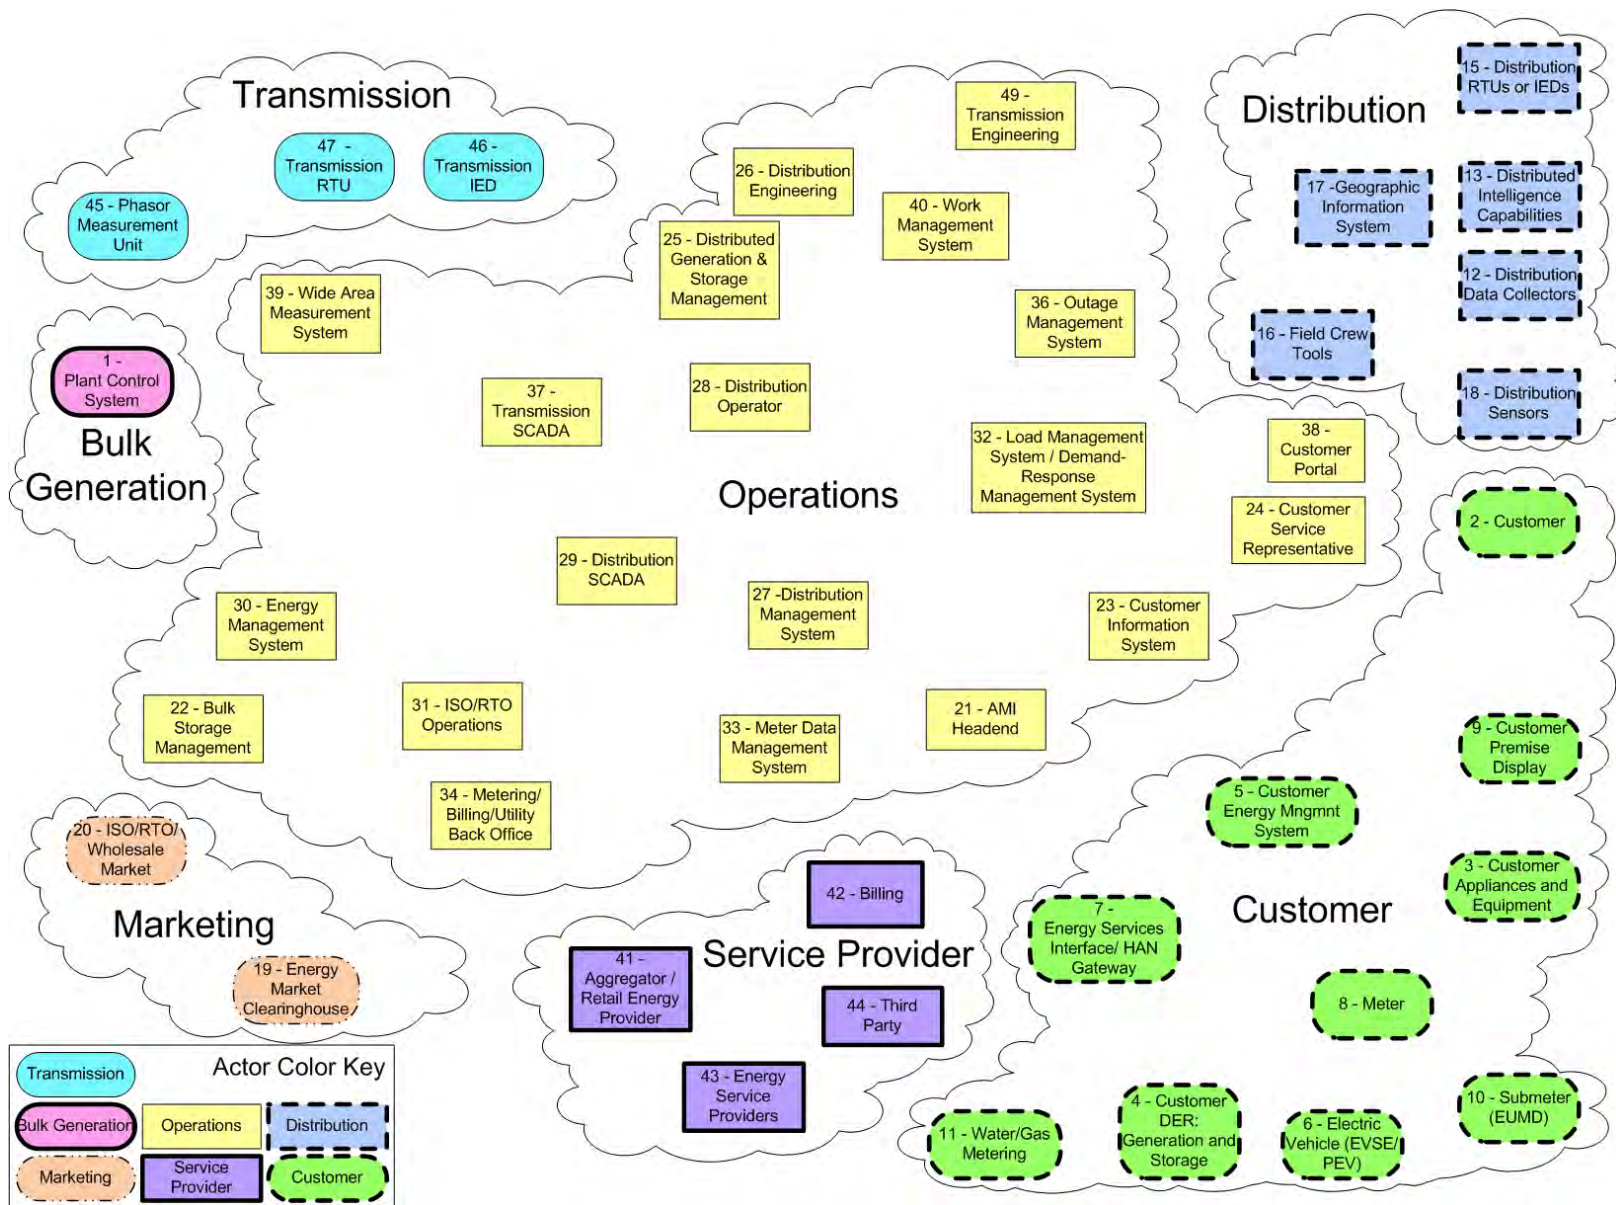 Transmission
47 -
Transmission
RTU
46 -
Transmission
IED
45 - Phasor
Measurement
Unit
1 -
Plant Control
System
Bulk
Generation
49 -
Transmission
Engineering
26 - Distribution
Engineering
40 - Work
Management
System
25 - Distributed
Generation &
Storage
Management
39 - Wide Area
Measurement
System
36 - Outage
Management
System
37 -
Transmission
SCADA
28 - Distribution
Operator
32 - Load Management
System / Demand-
Response
Management System
38 -
Customer
Portal
Operations
24 - Customer
Service
Representative
29 - Distribution
SCADA
27 -Distribution
Management
System
30 - Energy
Management
System
23 - Customer
Information
System
22 - Bulk
Storage
Management
31 - ISO/RTO
Operations
33 - Meter Data
Management
System
21 - AMI
Headend
34 - Metering/
Billing/Utility
Back Office
Distribution
15 - Distribution
RTUs or IEDs
17 -Geographic
Information
System
13 - Distributed
Intelligence
Capabilities
12 - Distribution
Data Collectors
16 - Field Crew
Tools
18 - Distribution
Sensors
2 - Customer
9 - Customer
Premise
Display
5 - Customer
Energy Mngmnt
System
3 - Customer
Appliances and
Equipment
Customer
7 -
Energy Services
Interface/ HAN
Gateway
8 - Meter
10 - Submeter
(EUMD)
4 - Customer
DER:
Generation and
Storage
6 - Electric
Vehicle (EVSE/
PEV)
11 - Water/Gas
Metering
20 - ISO/RTO/
Wholesale
Market
Marketing
19 - Energy
Market
Clearinghouse
42 - Billing
Service Provider
41 -
Aggregator /
Retail Energy
Provider
44 - Third
Party
43 - Energy
Service
Providers
Actor Color Key
Transmission
Bulk Generation
Operations
Distribution
Marketing
Service
Provider
Customer